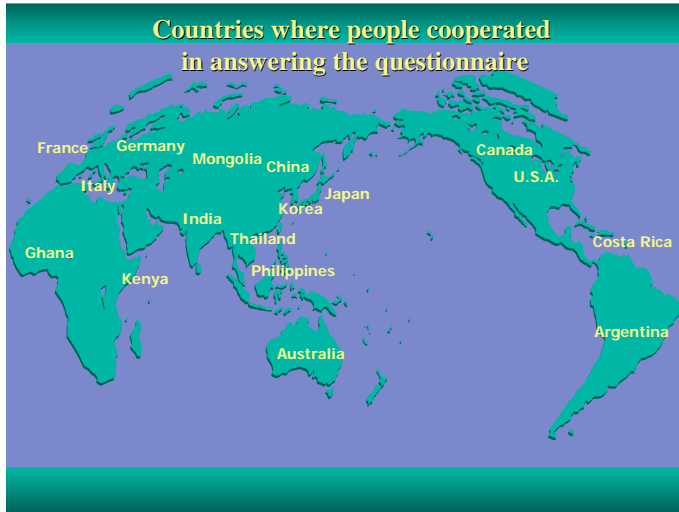 Countries where people cooperated
in answering the questionnaire
France
Germany
Mongolia
China
Canada
U.S.A.
Italy
Japan
Korea
India
Thailand
Costa Rica
Ghana
Philippines
Kenya
Argentina
Australia